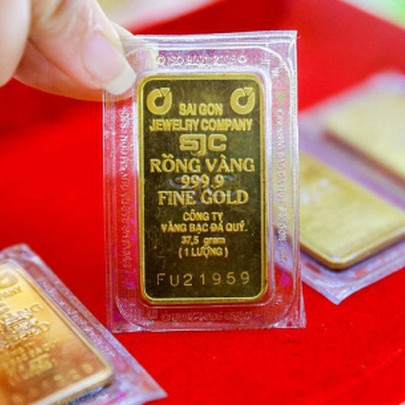 SAI GON
JEWELRY COMPANY
SJC
RỒNG VÀNG
999.9
FINE GOLD
CÔNG TY
VÀNG BẠC ĐÁ QUÝ.
37,5 gram
( 1 LƯỢNG )
FU21959